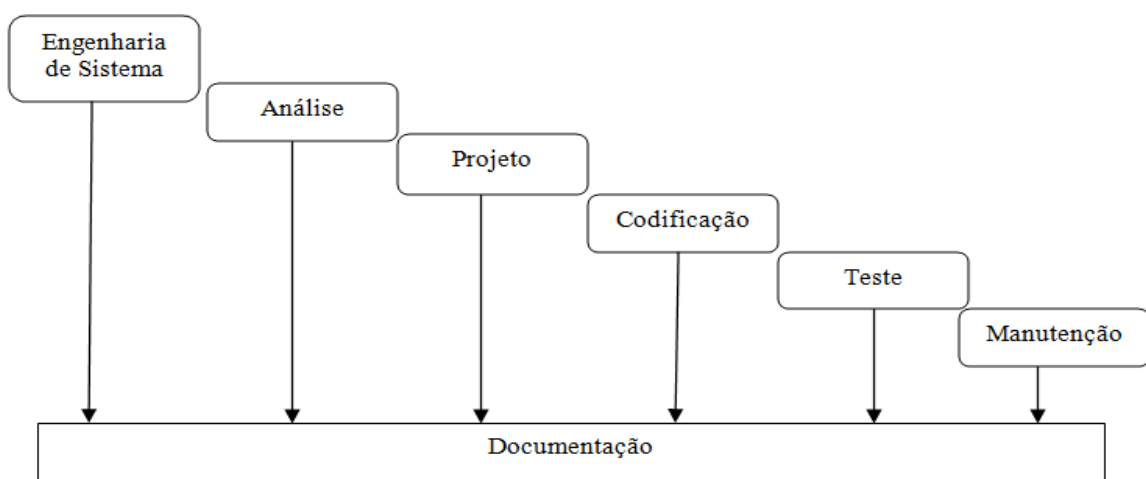 Engenharia
de Sistema
Análise
Projeto
Codificação
Teste
Manutenção
Documentação